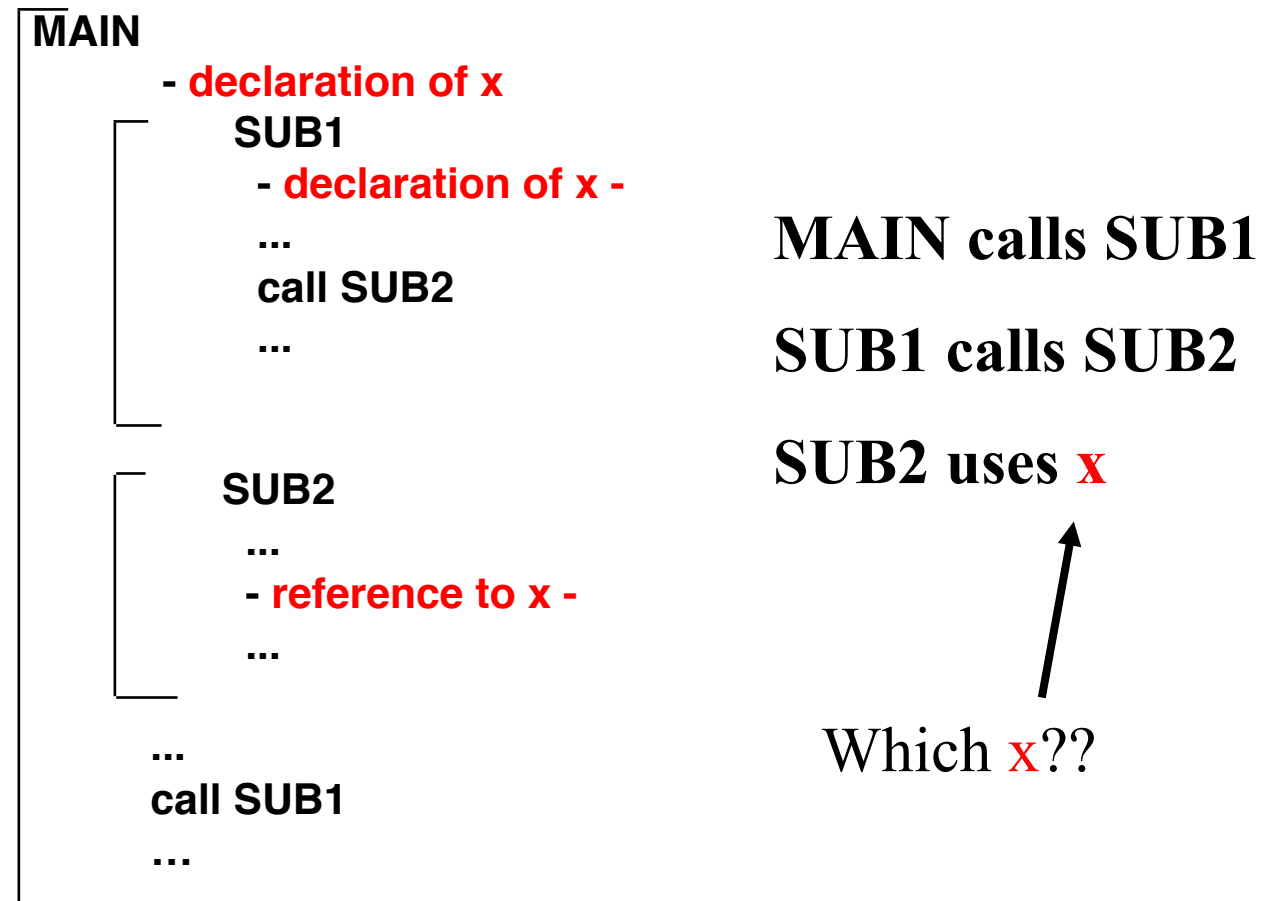 MAIN
- declaration of x
SUB1
- declaration of x -
...
call SUB2
...
SUB2
...
- reference to x -
...
...
call SUB1
...
MAIN calls SUB1
SUB1 calls SUB2
SUB2 uses x
Which x??